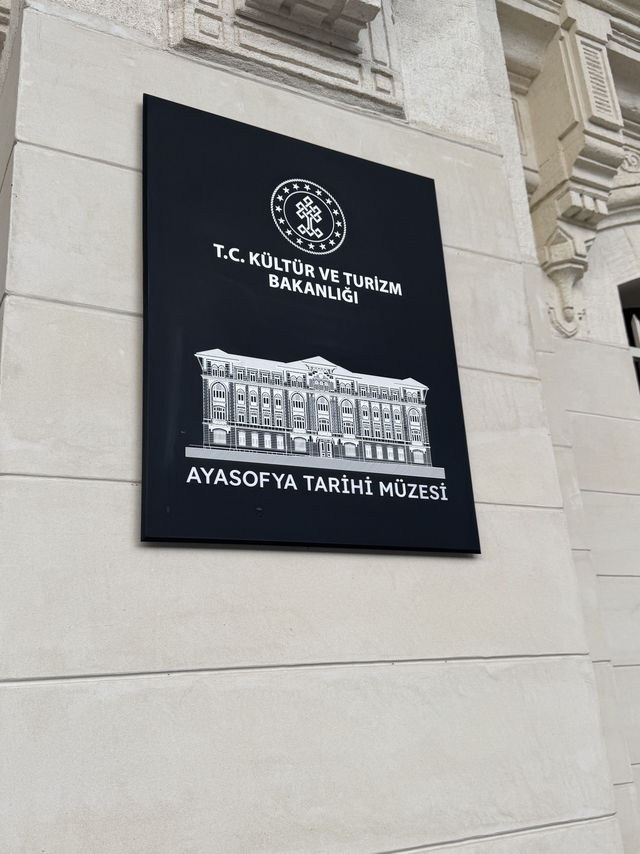 T.C. KÜLTÜR VE TURİZM
BAKANLIĞI
AYASOFYA TARİHİ MÜZESİ